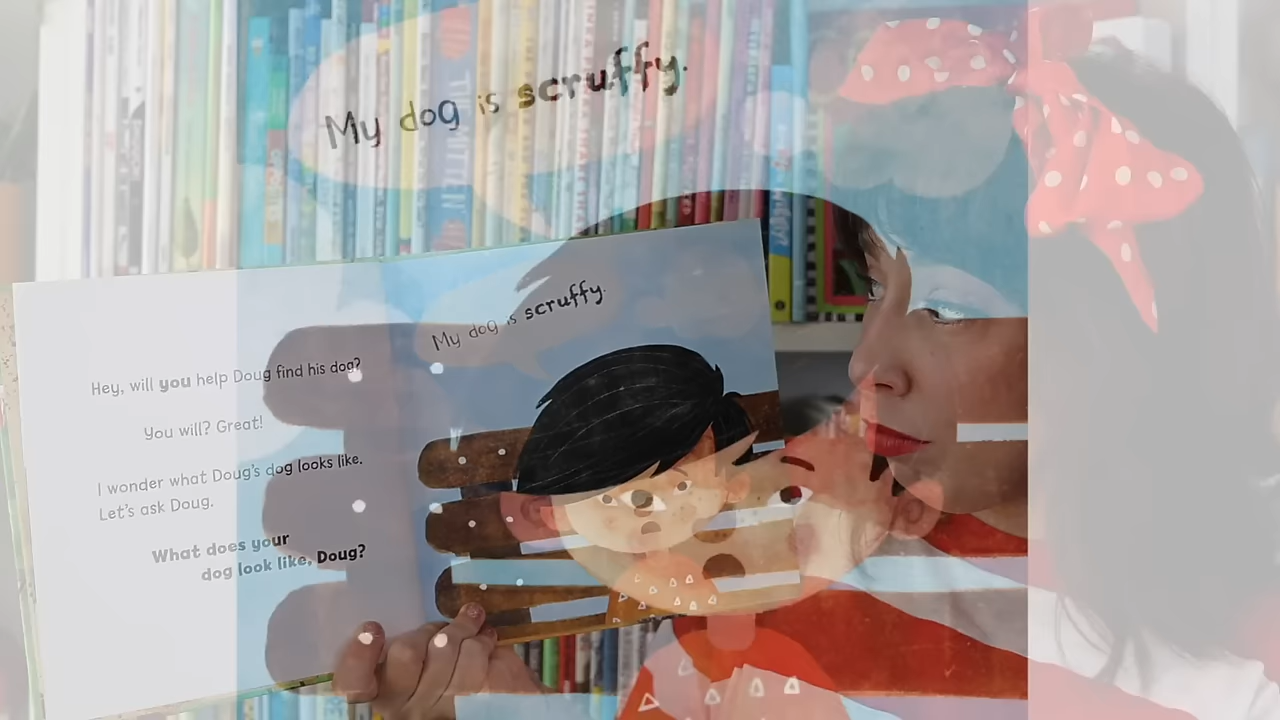 My dog is scruffy.
Hey, will you help Doug find his dog?
You will? Great!
I wonder what Doug's dog looks like.
Let's ask Doug.
What does your
dog look like, Doug?
My dog is scruffy.